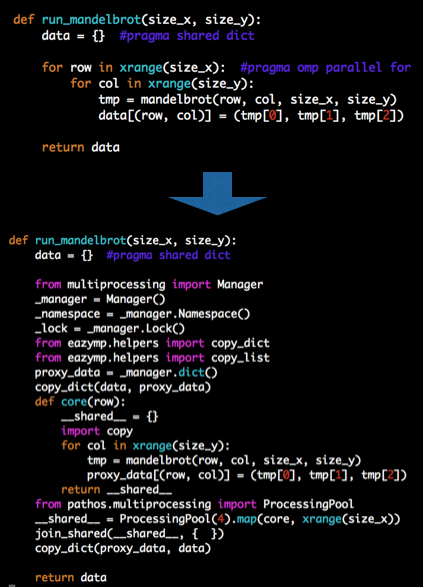 def run_mandelbrot(size_x, size_y):
    data = {}  #pragma shared dict

    for row in xrange(size_x):  #pragma omp parallel for
        for col in xrange(size_y):
            tmp = mandelbrot(row, col, size_x, size_y)
            data[(row, col)] = (tmp[0], tmp[1], tmp[2])

    return data

def run_mandelbrot(size_x, size_y):
    data = {}  #pragma shared dict

    from multiprocessing import Manager
    _manager = Manager()
    _namespace = _manager.Namespace()
    _lock = _manager.Lock()
    from eazymp.helpers import copy_dict
    from eazymp.helpers import copy_list
    proxy_data = _manager.dict()
    copy_dict(data, proxy_data)
    def core(row):
        __shared__ = {}
        import copy
        for col in xrange(size_y):
            tmp = mandelbrot(row, col, size_x, size_y)
            proxy_data[(row, col)] = (tmp[0], tmp[1], tmp[2])
        return __shared__
    from pathos.multiprocessing import ProcessingPool
    __shared__ = ProcessingPool(4).map(core, xrange(size_x))
    join_shared(__shared__, {  })
    copy_dict(proxy_data, data)

    return data